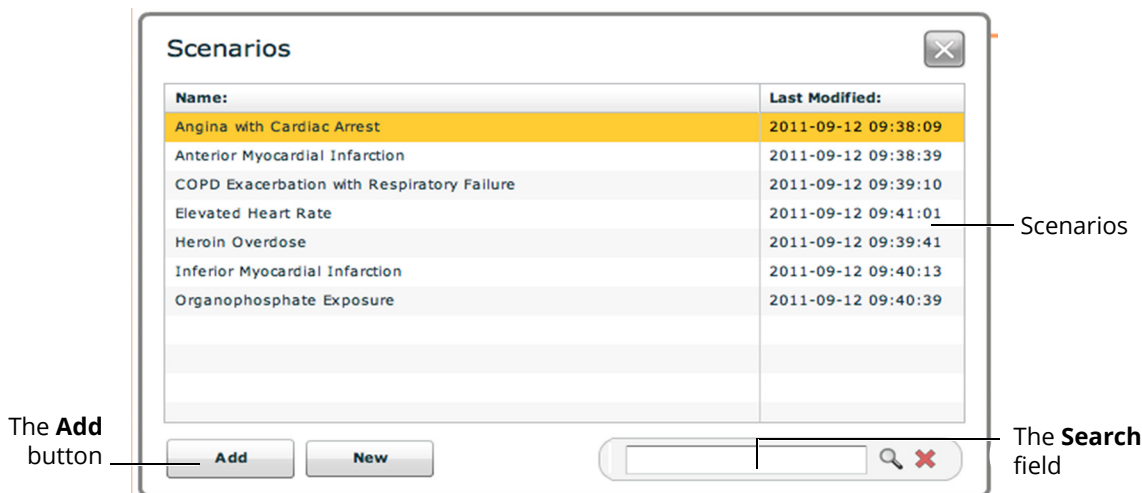 Scenarios
Name: Last Modified:
Angina with Cardiac Arrest 2011-09-12 09:38:09
Anterior Myocardial Infarction 2011-09-12 09:38:39
COPD Exacerbation with Respiratory Failure 2011-09-12 09:39:10
Elevated Heart Rate 2011-09-12 09:41:01
Scenarios
Heroin Overdose 2011-09-12 09:39:41
Inferior Myocardial Infarction 2011-09-12 09:40:13
Organophosphate Exposure 2011-09-12 09:40:39
The Add
button
Add New
The Search
field